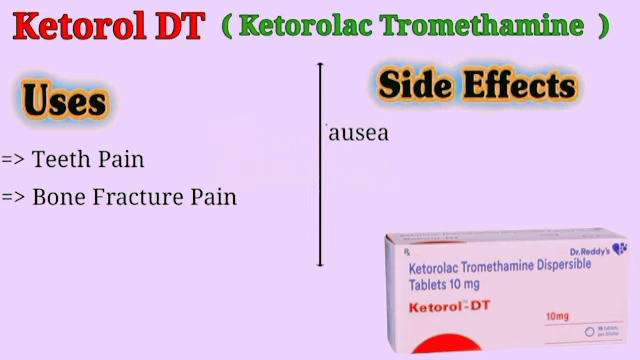 Ketorol DT ( Ketorolac Tromethamine )
Uses
=> Teeth Pain
=> Bone Fracture Pain
Side Effects
ausea
Rx
Dr.Reddy's
Ketorolac Tromethamine Dispersible
Tablets 10 mg
Ketorol-DT
10mg